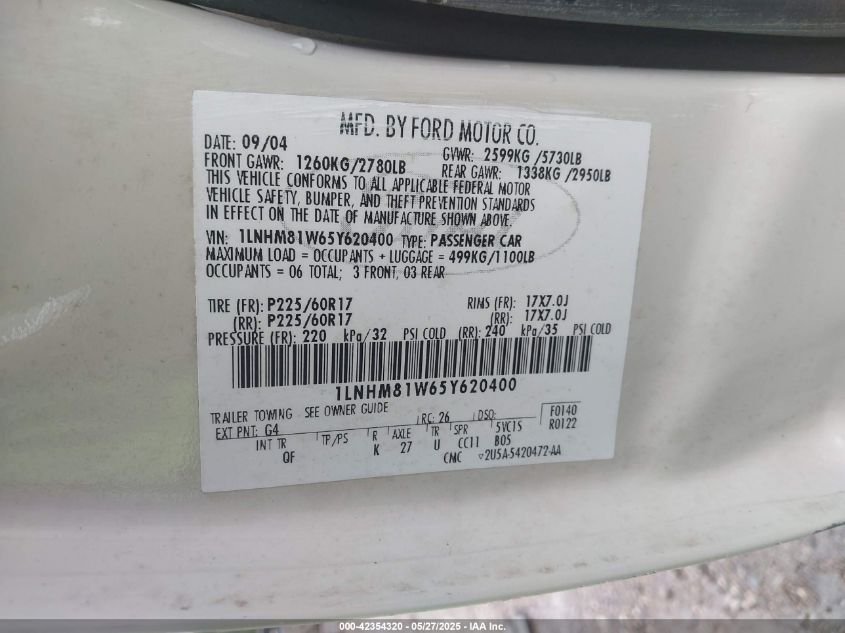 MFD. BY FORD MOTOR CO.
DATE: 09/04 GVWR: 2599KG /5730LB
FRONT GAWR: 1260KG/2780LB REAR GAWR: 1338KG /2950LB
THIS VEHICLE CONFORMS TO ALL APPLICABLE FEDERAL MOTOR
VEHICLE SAFETY, BUMPER, AND THEFT PREVENTION STANDARDS
IN EFFECT ON THE DATE OF MANUFACTURE SHOWN ABOVE.
VIN: 1LNHM81W65Y620400 TYPE: PASSENGER CAR
MAXIMUM LOAD = OCCUPANTS + LUGGAGE = 499KG/1100LB
OCCUPANTS = 06 TOTAL; 3 FRONT, 03 REAR
TIRE (FR): P225/60R17 RIMS (FR): 17X7.0J
(RR): P225/60R17 (RR): 17X7.0J
PRESSURE (FR): 220 kPa/32 PSI COLD (RR): 240 kPa/35 PSI COLD
1LNHM81W65Y620400
TRAILER TOWING - SEE OWNER GUIDE
EXT PNT: G4 RC: 26 DSO: F0140
INT TR TP/PS R AXLE TR SPR 5VC15 R0122
QF K 27 U CC11 B05
CMC ▽2U5A-5420472-AA
000-42354320 - 05/27/2025 - IAA Inc.